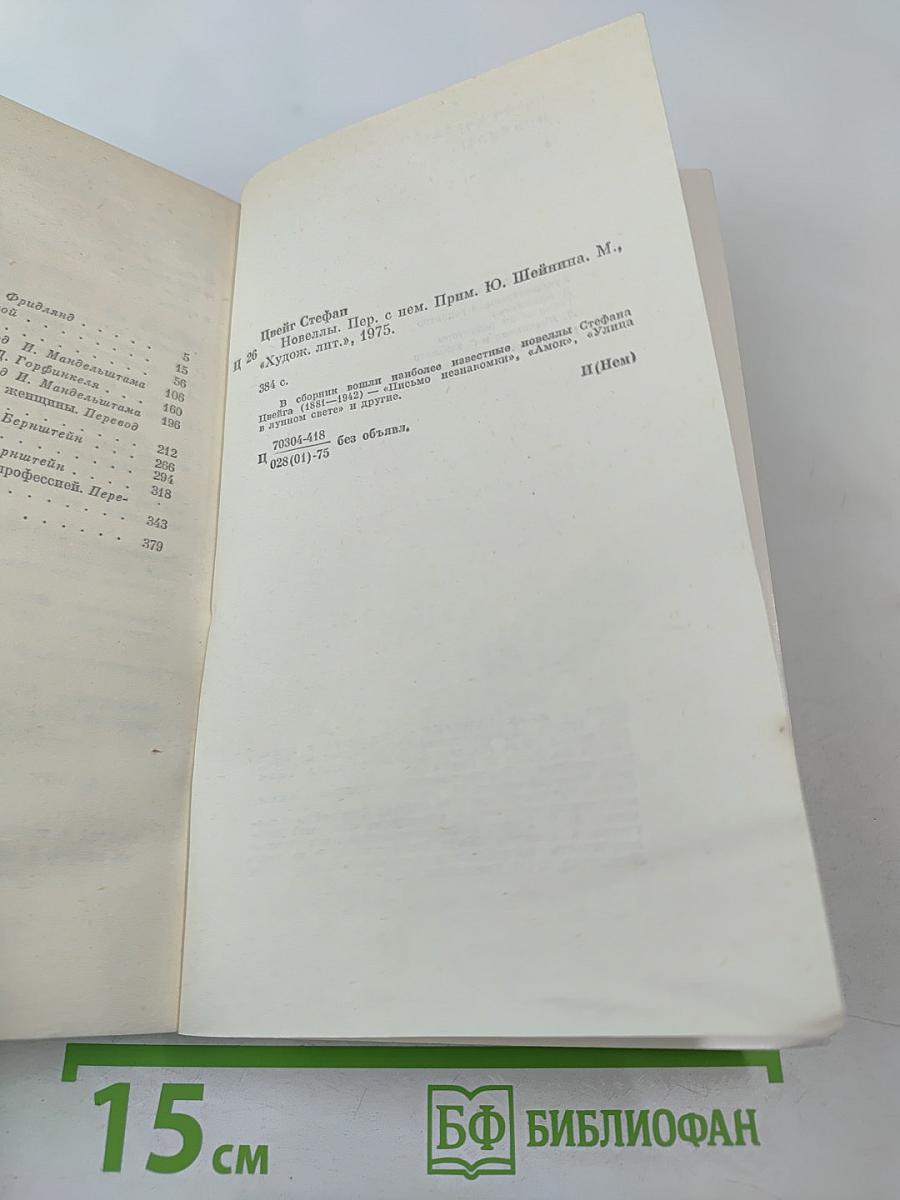 Фридлянд
ой . . . . . . . 5
. . . . . . . . 15
од И. Мандельштама 56
Д. Горфинкеля . . . 106
д И. Мандельштама 160
женщины. Перевод 196
Бернштейн . . . . 212
. . . . . . . . 266
рнштейн . . . . . 294
профессией. Пере- 318
. . . . . . . . 343
. . . . . . . . 379
Цвейг Стефан
Ц 26 Новеллы. Пер. с нем. Прим. Ю. Шейнина. М.,
«Худож. лит.», 1975.
384 с.
В сборник вошли наиболее известные новеллы Стефана
Цвейга (1881—1942) — «Письмо незнакомки», «Амок», «Улица
в лунном свете» и другие.
И(Нем)
70304-418
Ц без объявл.
028(01)-75
15 см
БФ БИБЛИОФАН